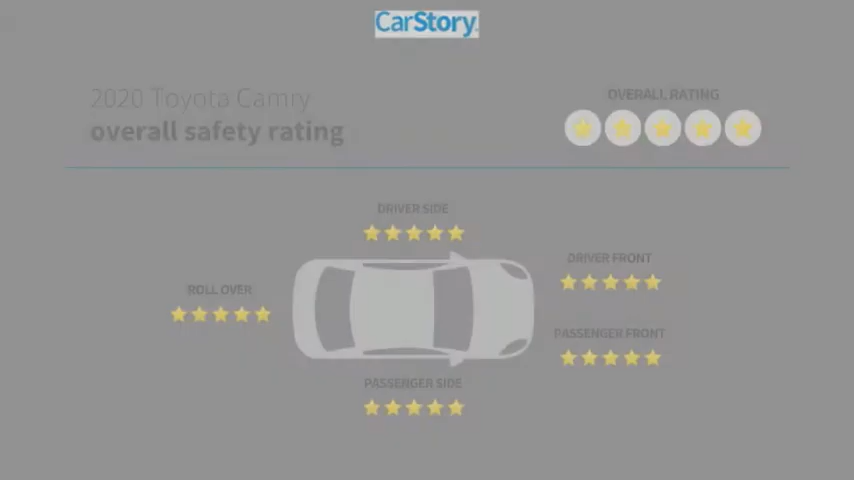 CarStory
2020 Toyota Camry
overall safety rating
OVERALL RATING
DRIVER SIDE
DRIVER FRONT
ROLL OVER
PASSENGER FRONT
PASSENGER SIDE